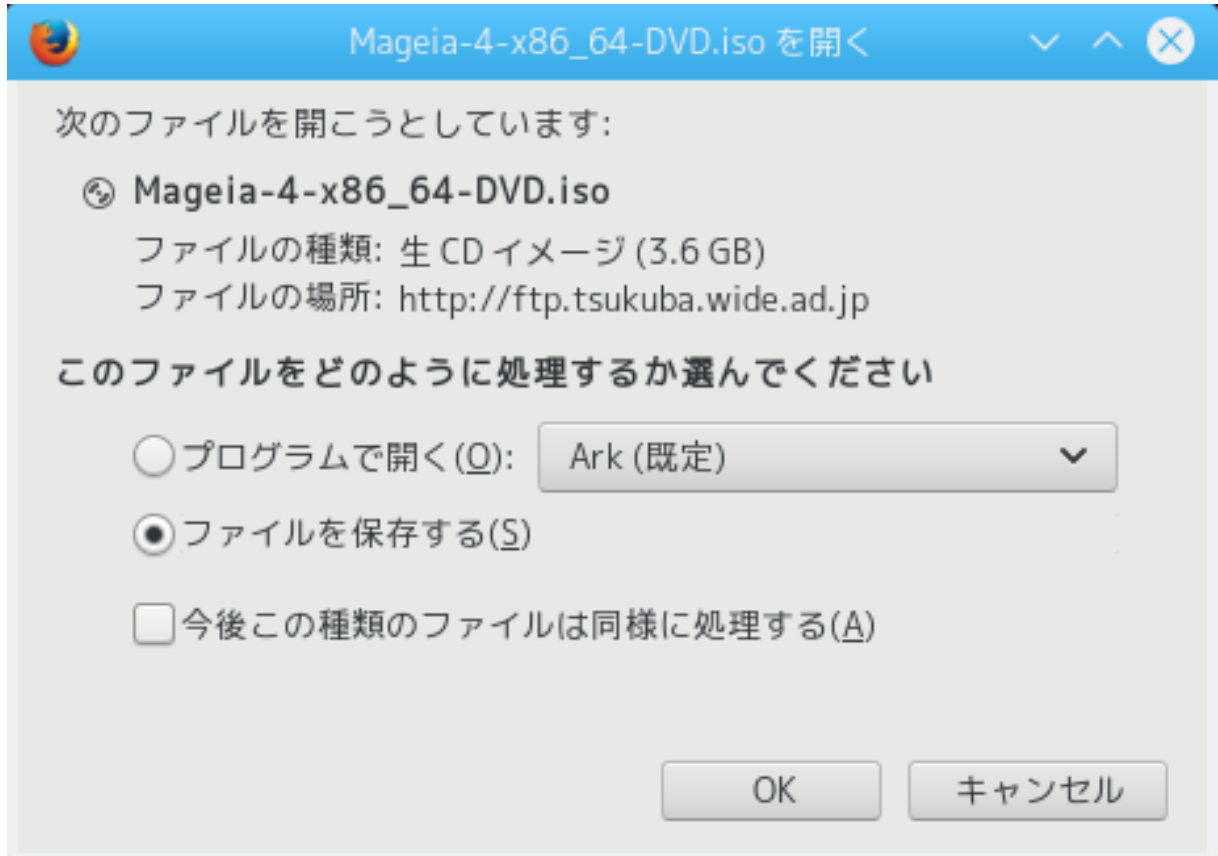 Mageia-4-x86_64-DVD.iso を開く
次のファイルを開こうとしています:
Mageia-4-x86_64-DVD.iso
ファイルの種類: 生 CD イメージ (3.6 GB)
ファイルの場所: http://ftp.tsukuba.wide.ad.jp
このファイルをどのように処理するか選んでください
プログラムで開く(O): Ark (既定)
ファイルを保存する(S)
今後この種類のファイルは同様に処理する(A)
OK キャンセル